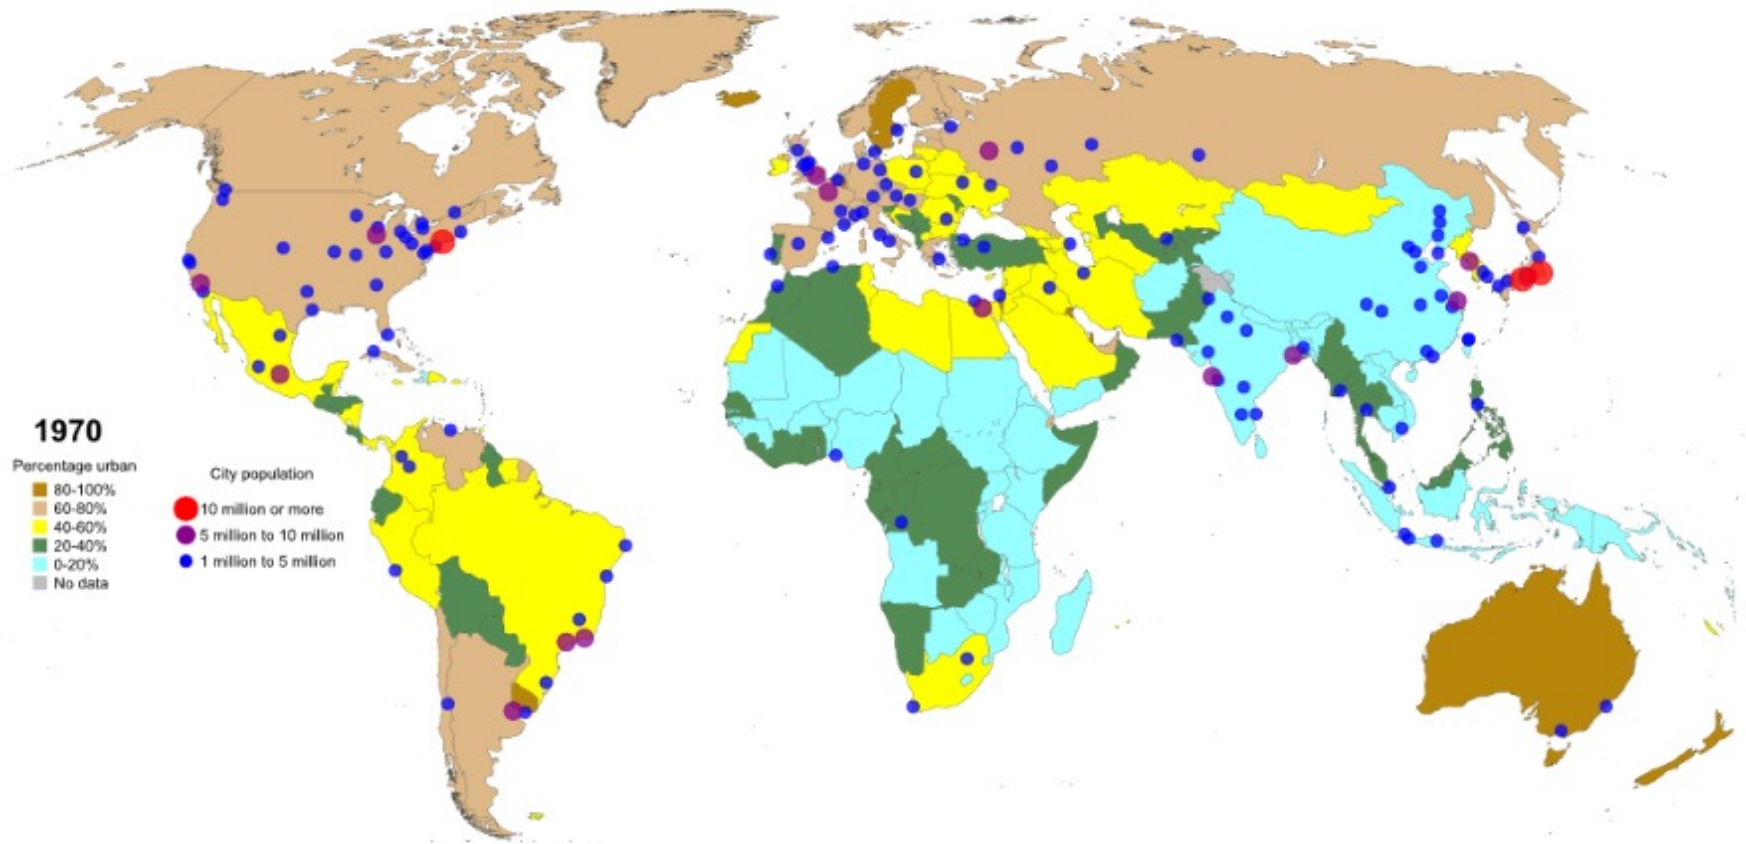 1970
Percentage urban
80-100%
60-80%
40-60%
20-40%
0-20%
No data
City population
10 million or more
5 million to 10 million
1 million to 5 million